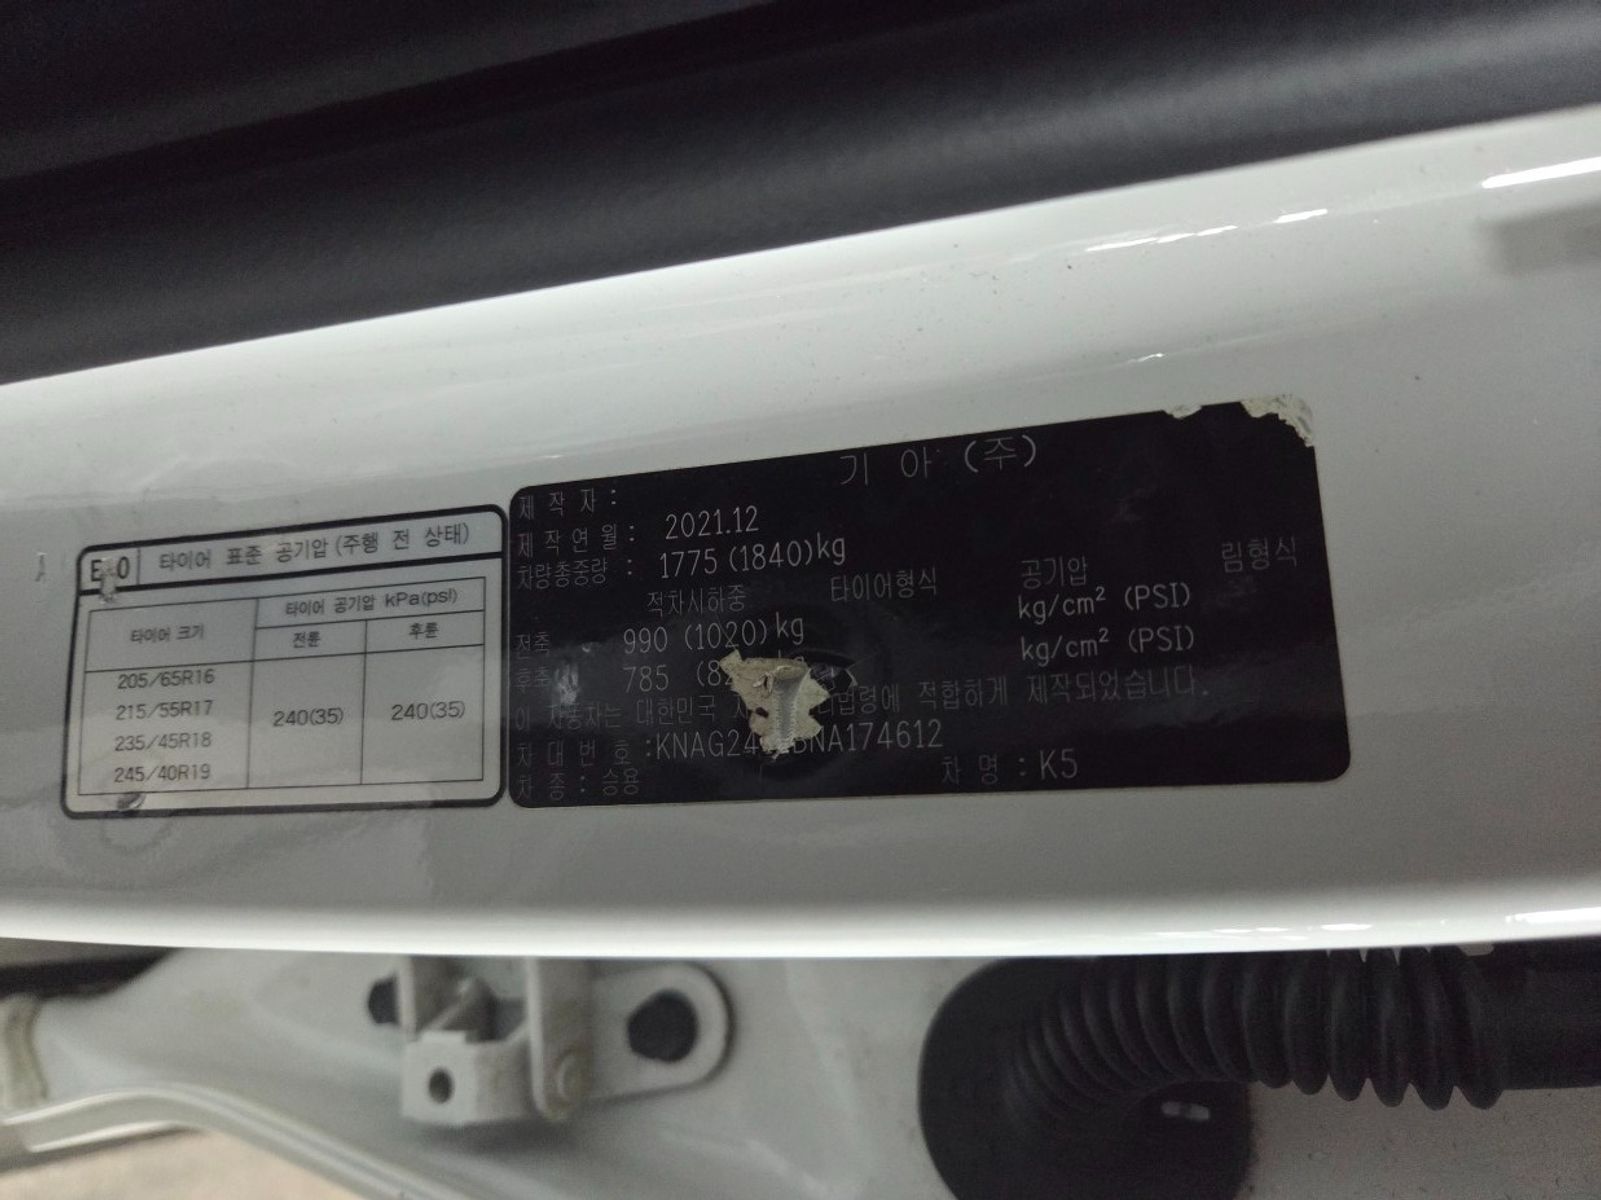 타이어 표준 공기압(주행 전 상태)
타이어 크기
타이어 공기압 kPa(psi)
전륜
후륜
205/65R16
215/55R17
235/45R18
245/40R19
240(35)
240(35)
제작자:
기아(주)
제작연월: 2021.12
차량총중량: 1775(1840)kg
적차시하중 타이어형식 공기압 림형식
전축 990 (1020)kg kg/cm² (PSI)
후축 785 kg/cm² (PSI)
이 자동차는 대한민국 적합하게 제작되었습니다.
차대번호:
차종: 승용 차명: K5